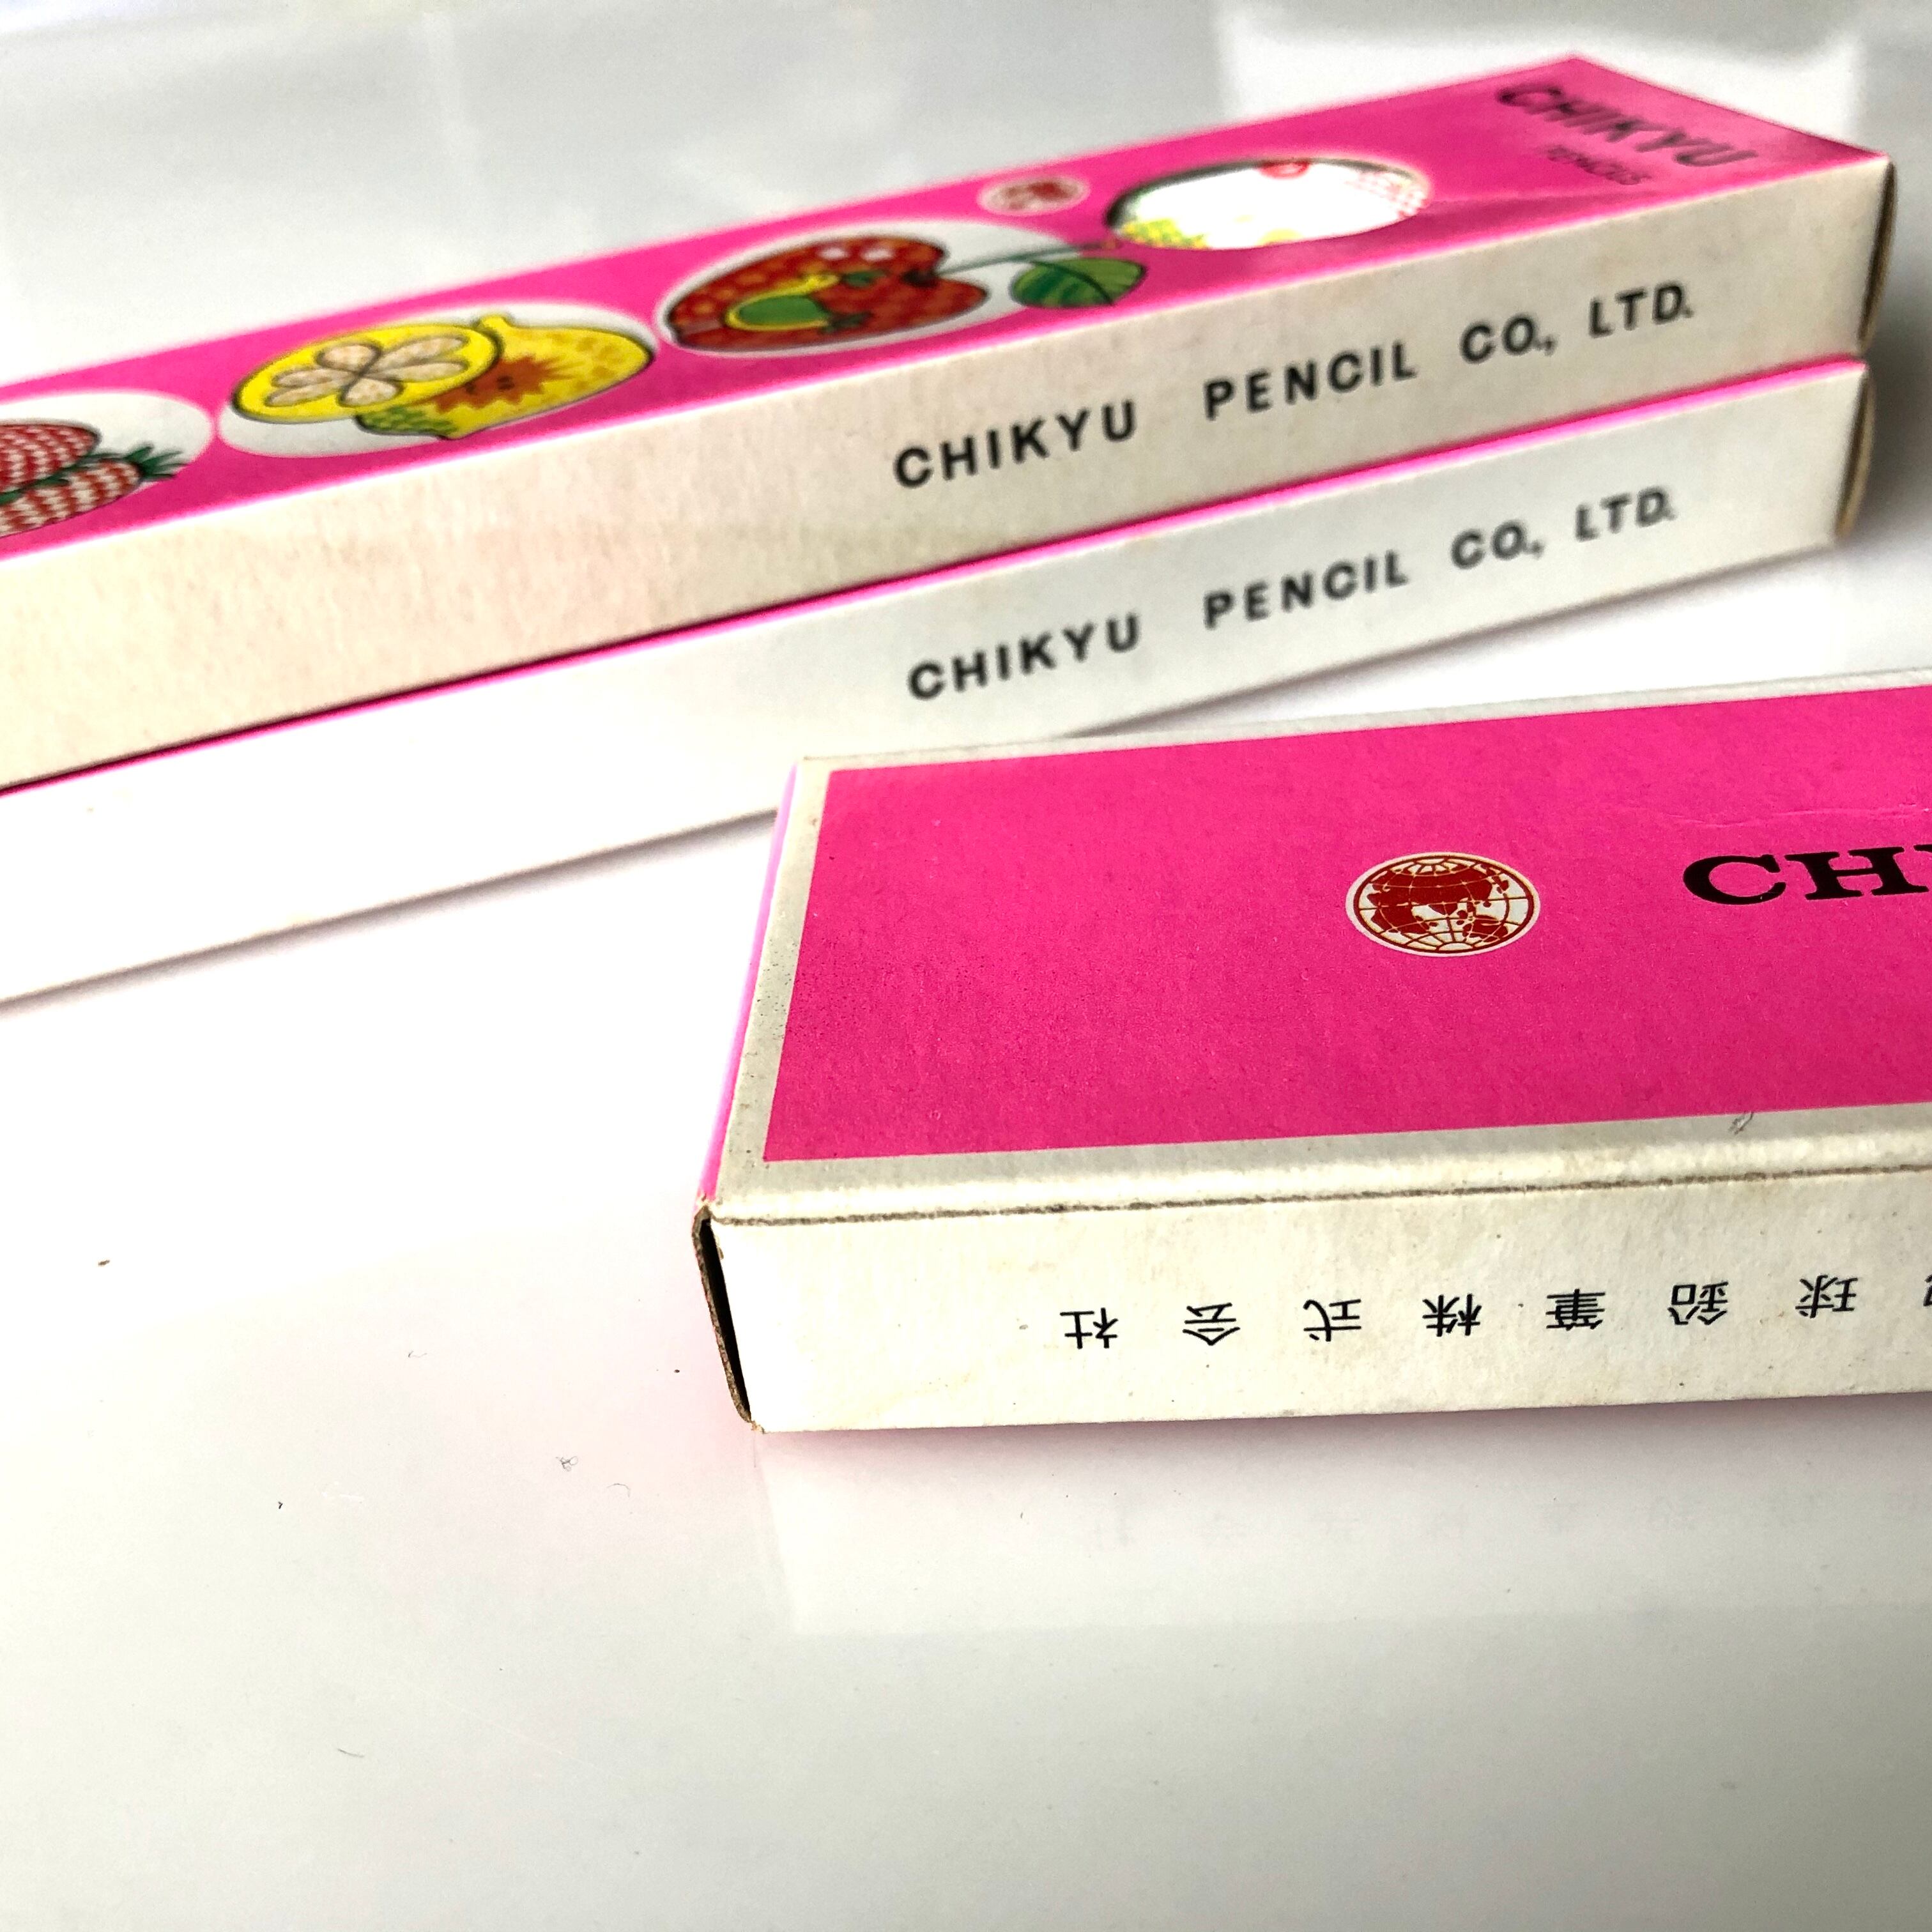 CHIKYU
CHIKYU PENCIL CO., LTD.
CHIKYU PENCIL CO., LTD.
球鉛筆株式会社